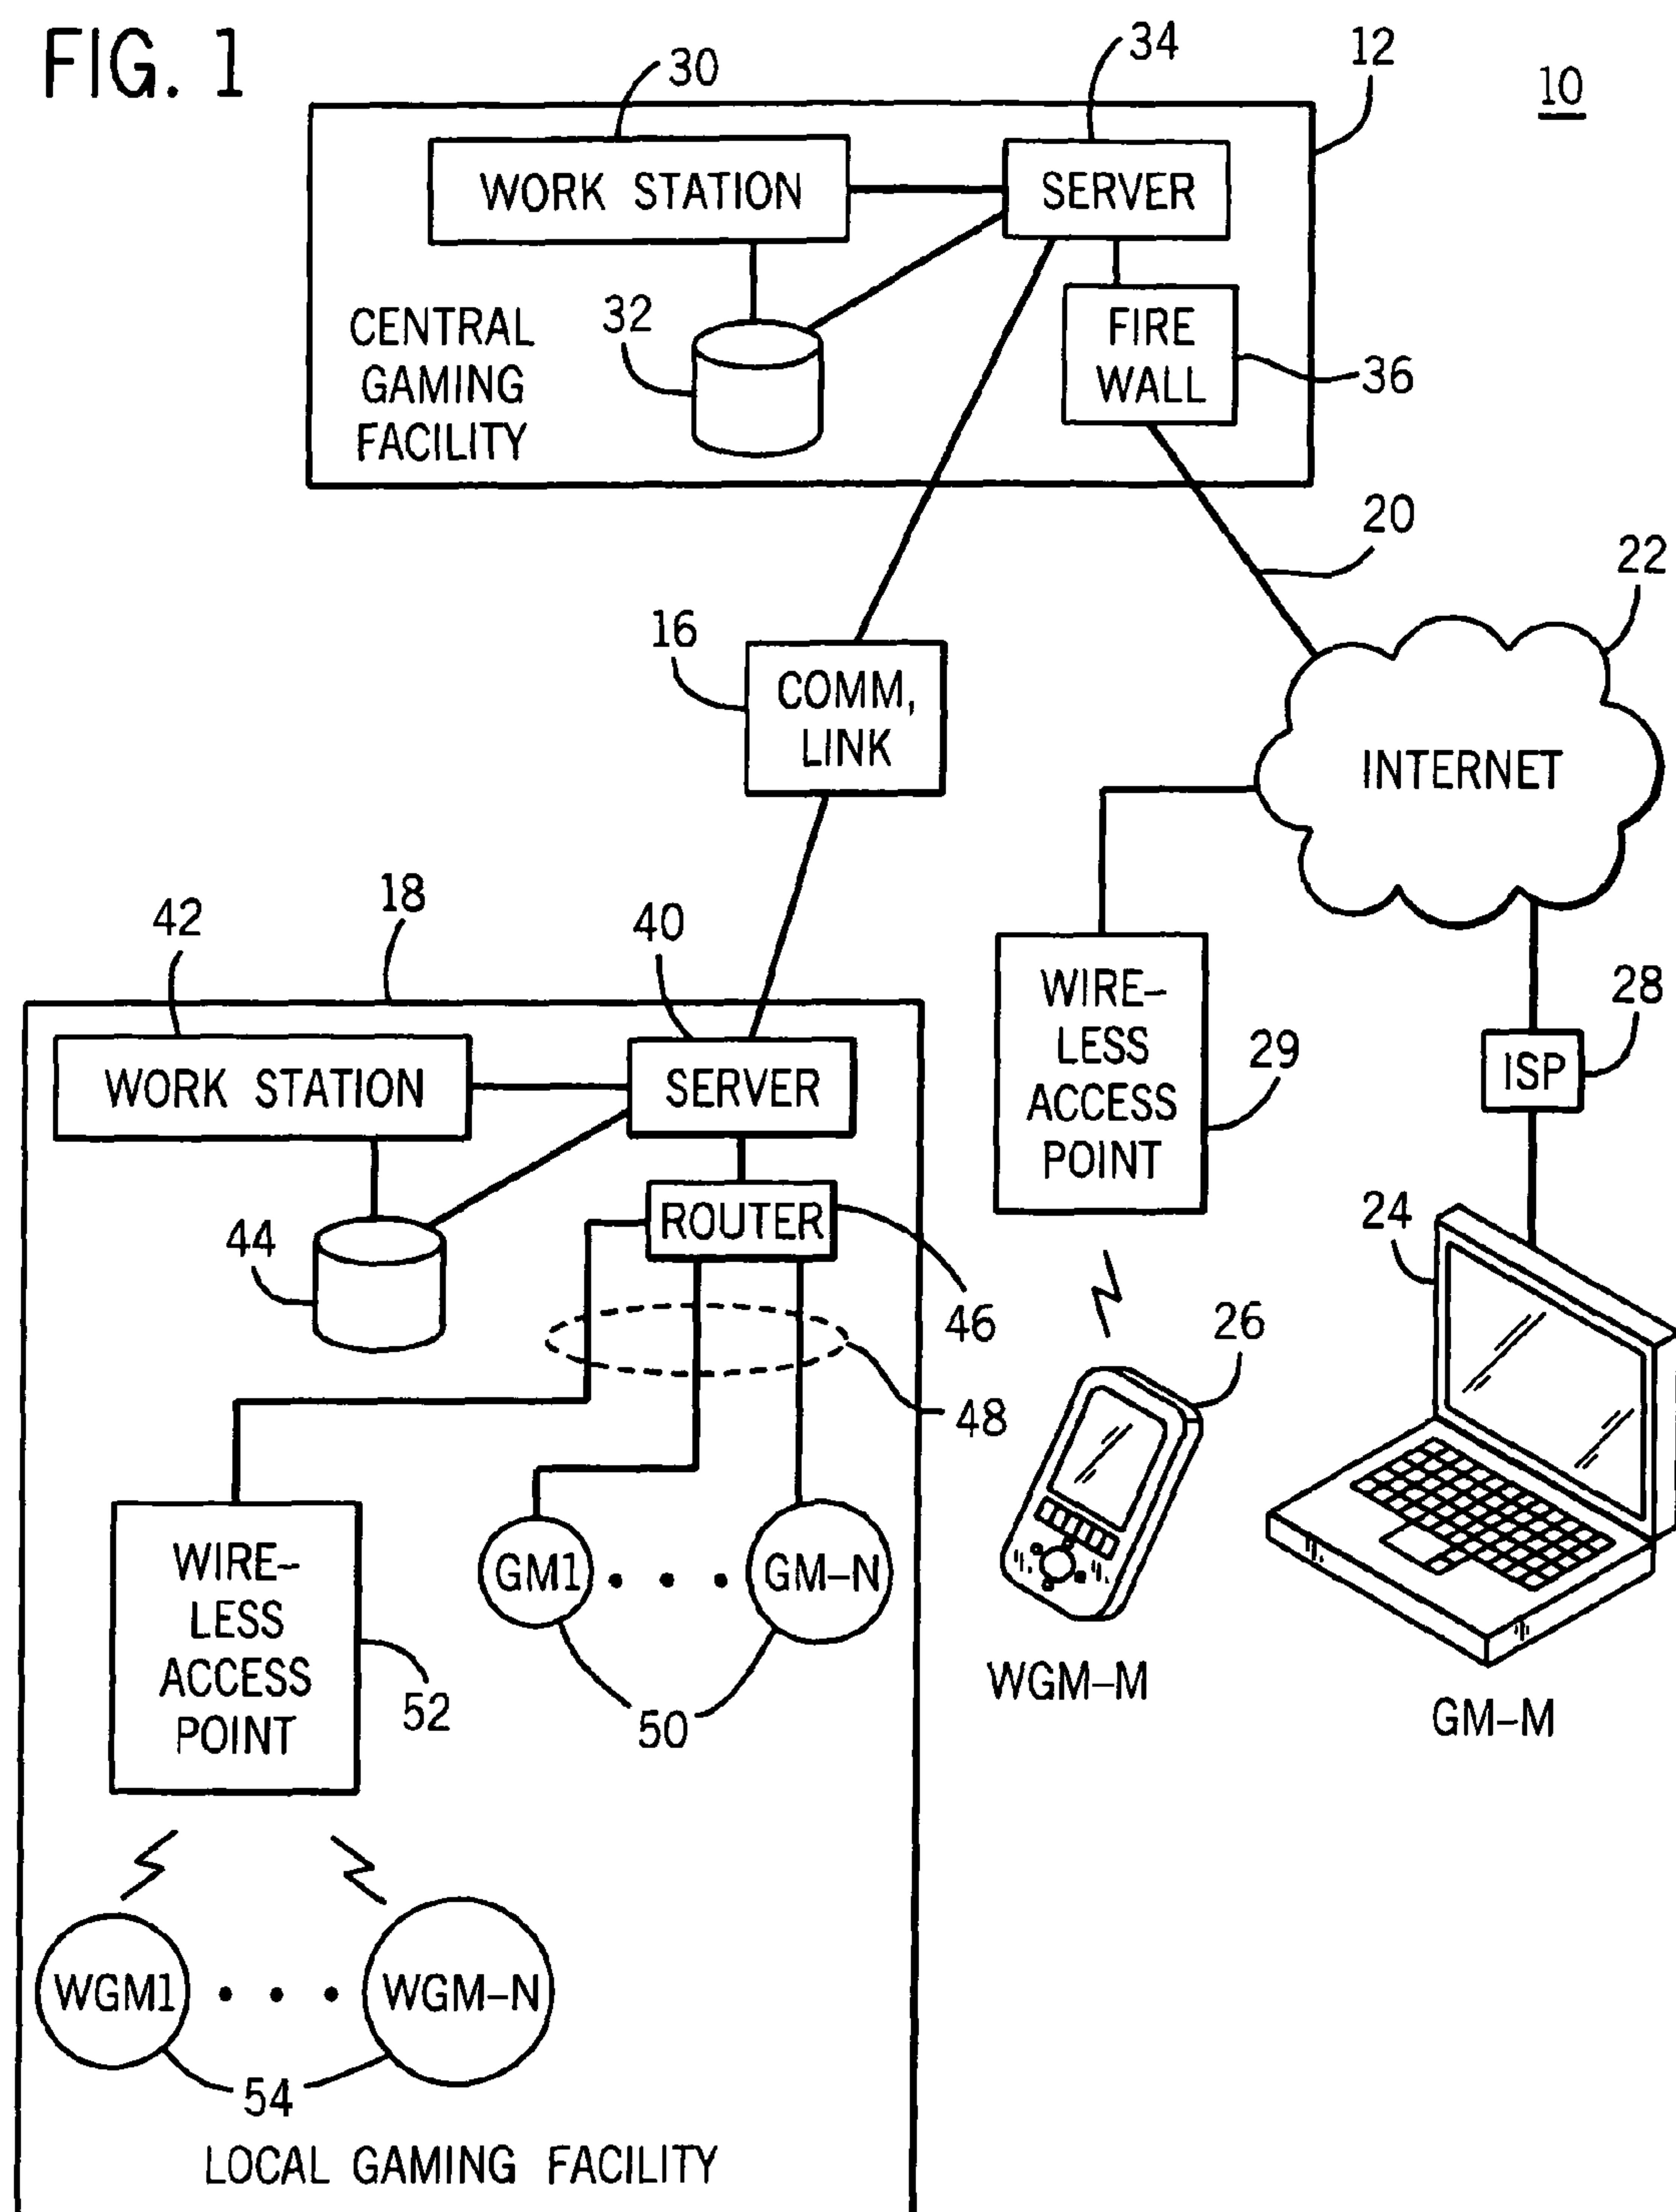 FIG. 1
10
12
34
30
WORK STATION
SERVER
CENTRAL
GAMING
FACILITY
32
FIRE
WALL
36
20
22
16
COMM,
LINK
INTERNET
42
18
40
WORK STATION
SERVER
44
ROUTER
46
48
WIRE-
LESS
ACCESS
POINT
29
28
ISP
24
26
WIRE-
LESS
ACCESS
POINT
52
GM1 • • • GM-N
50
WGM-M
GM-M
WGM1 • • • WGM-N
54
LOCAL GAMING FACILITY